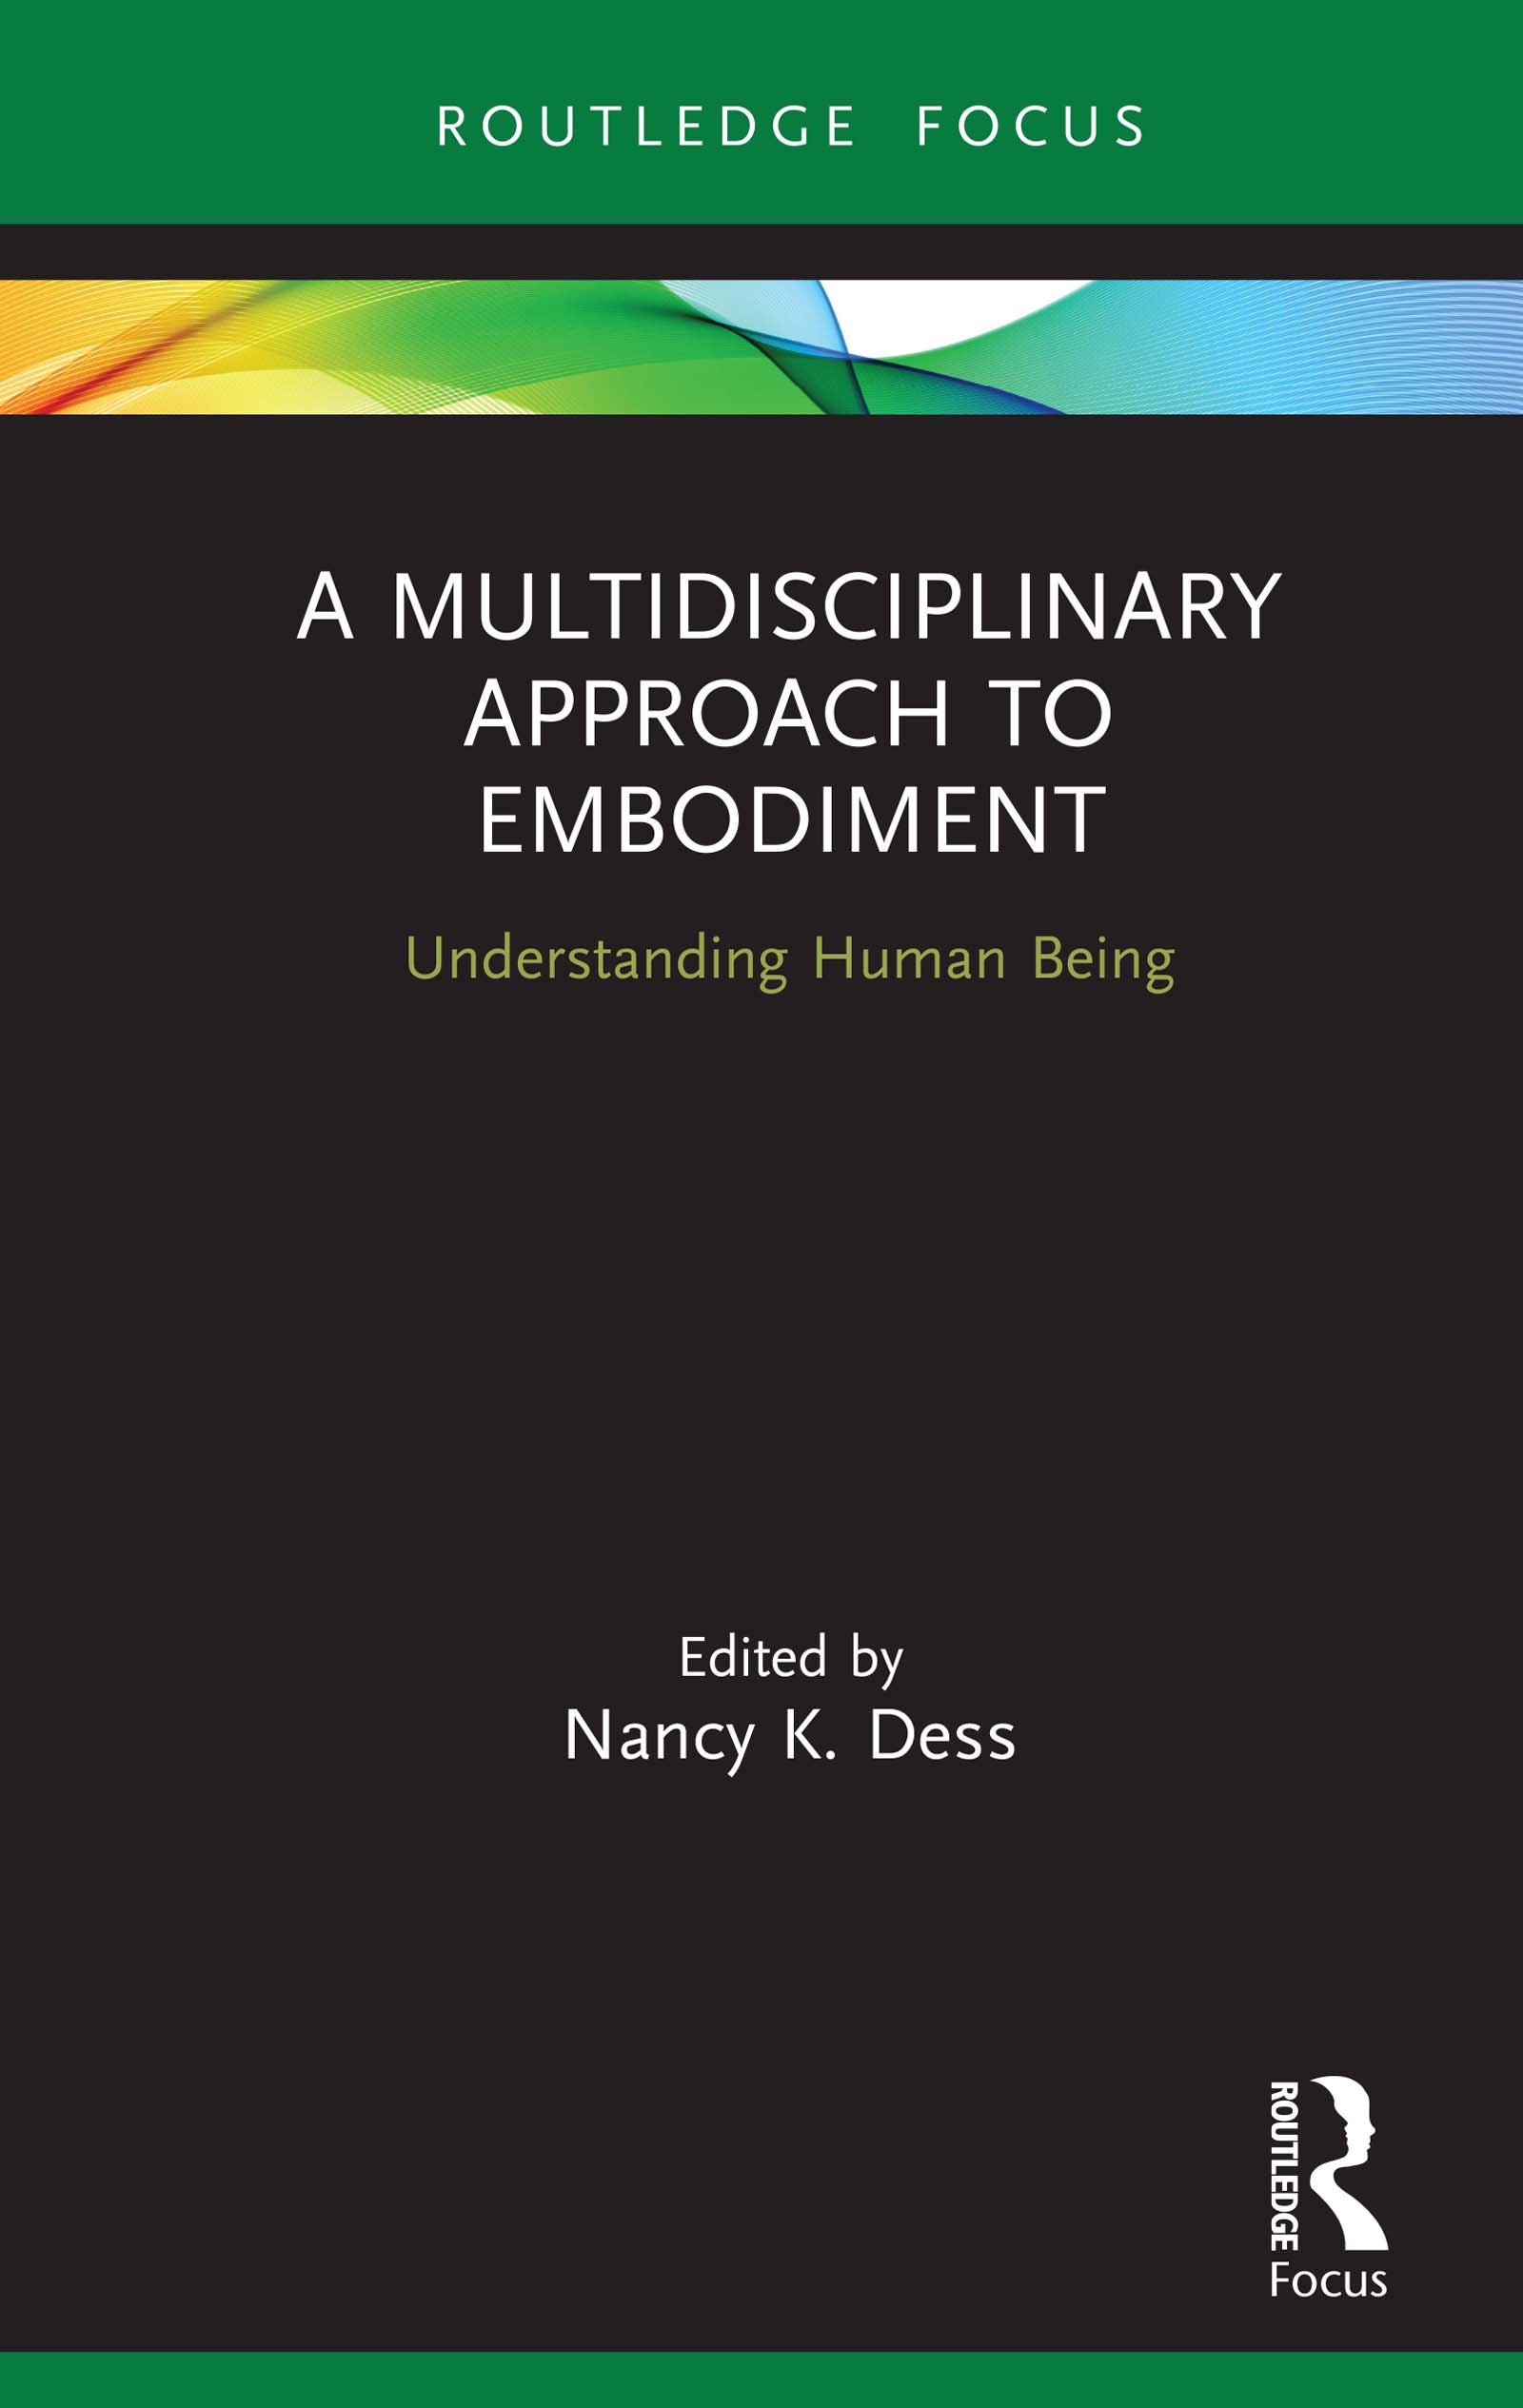 ROUTLEDGE FOCUS
A MULTIDISCIPLINARY
APPROACH TO
EMBODIMENT
Understanding Human Being
Edited by
Nancy K. Dess
ROUTLEDGE
Focus